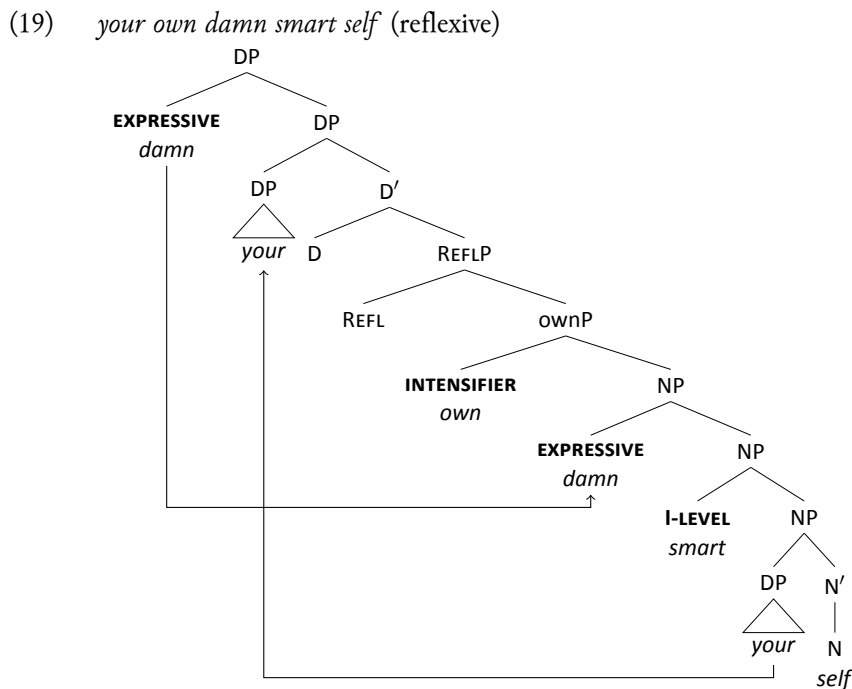 (19) your own damn smart self (reflexive)
DP
EXPRESSIVE
damn
DP
DP
your
D′
D
REFLP
REFL
ownP
INTENSIFIER
own
NP
EXPRESSIVE
damn
NP
I-LEVEL
smart
NP
DP
your
N′
N
self